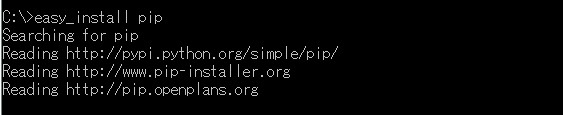 C:\>easy_install pip
Searching for pip
Reading http://pypi.python.org/simple/pip/
Reading http://www.pip-installer.org
Reading http://pip.openplans.org